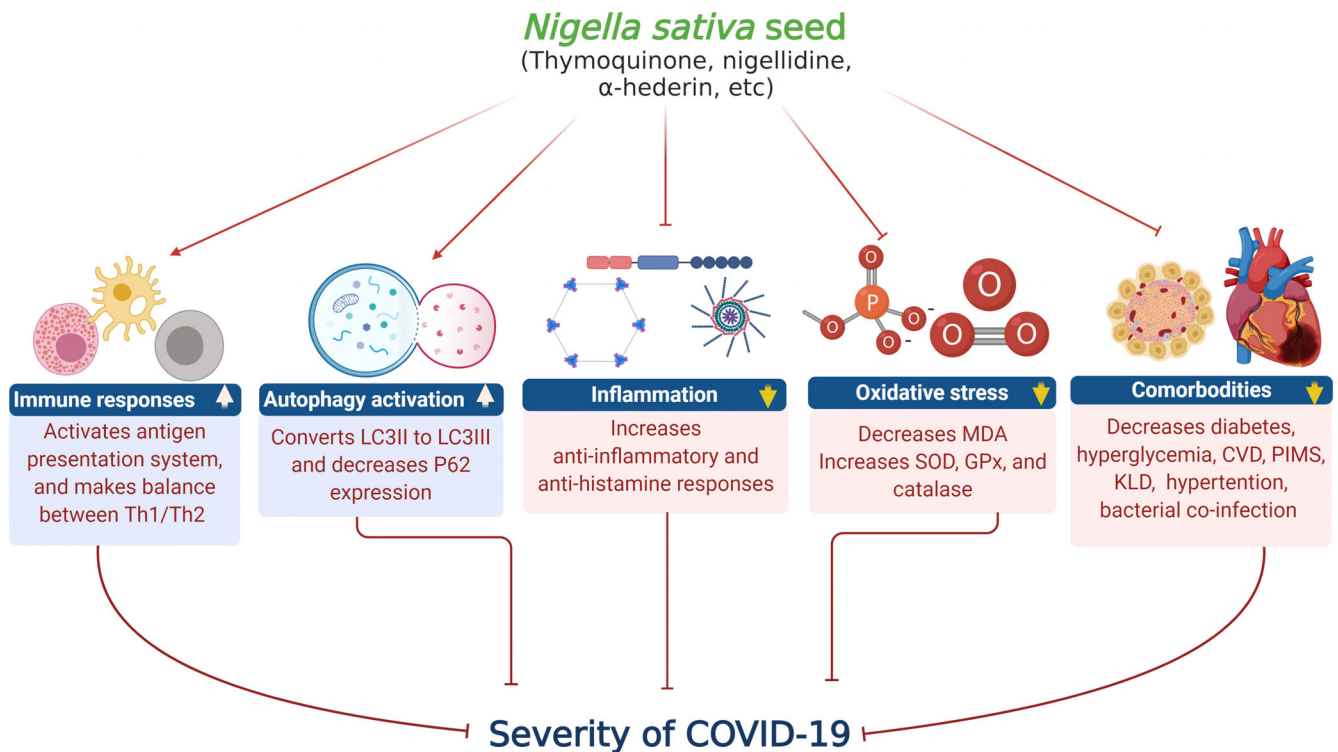 Nigella sativa seed
(Thymoquinone, nigellidine,
α-hederin, etc)
O
P
O
O
-
O
-
O
O
O
Immune responses
Activates antigen
presentation system,
and makes balance
between Th1/Th2
Autophagy activation
Converts LC3II to LC3III
and decreases P62
expression
Inflammation
Increases
anti-inflammatory and
anti-histamine responses
Oxidative stress
Decreases MDA
Increases SOD, GPx, and
catalase
Comorbodities
Decreases diabetes,
hyperglycemia, CVD, PIMS,
KLD, hypertention,
bacterial co-infection
Severity of COVID-19